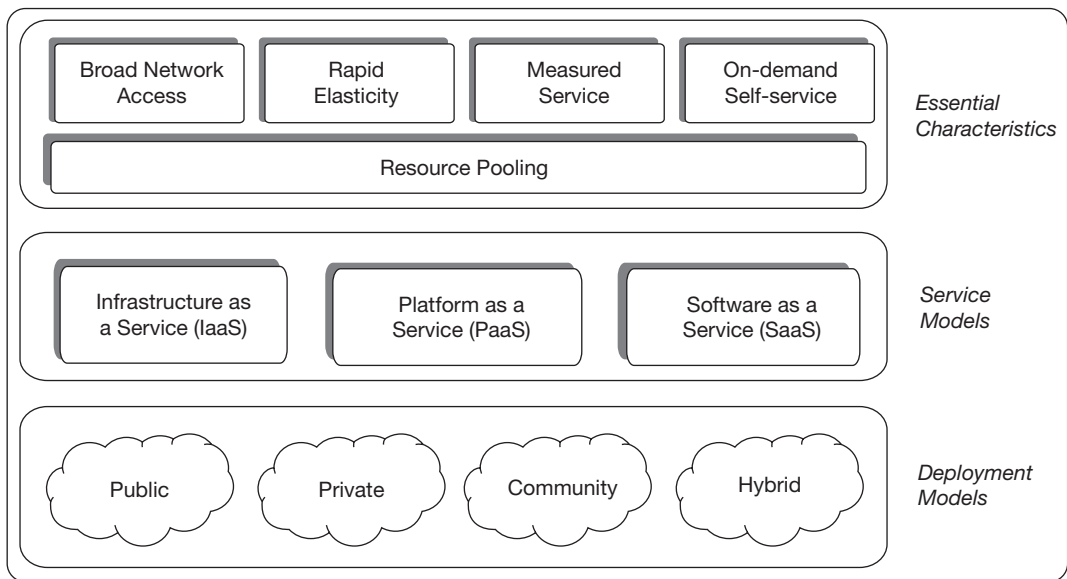 Broad Network
Access
Rapid
Elasticity
Measured
Service
On-demand
Self-service
Essential
Characteristics
Resource Pooling
Infrastructure as
a Service (IaaS)
Platform as a
Service (PaaS)
Software as a
Service (SaaS)
Service
Models
Public
Private
Community
Hybrid
Deployment
Models